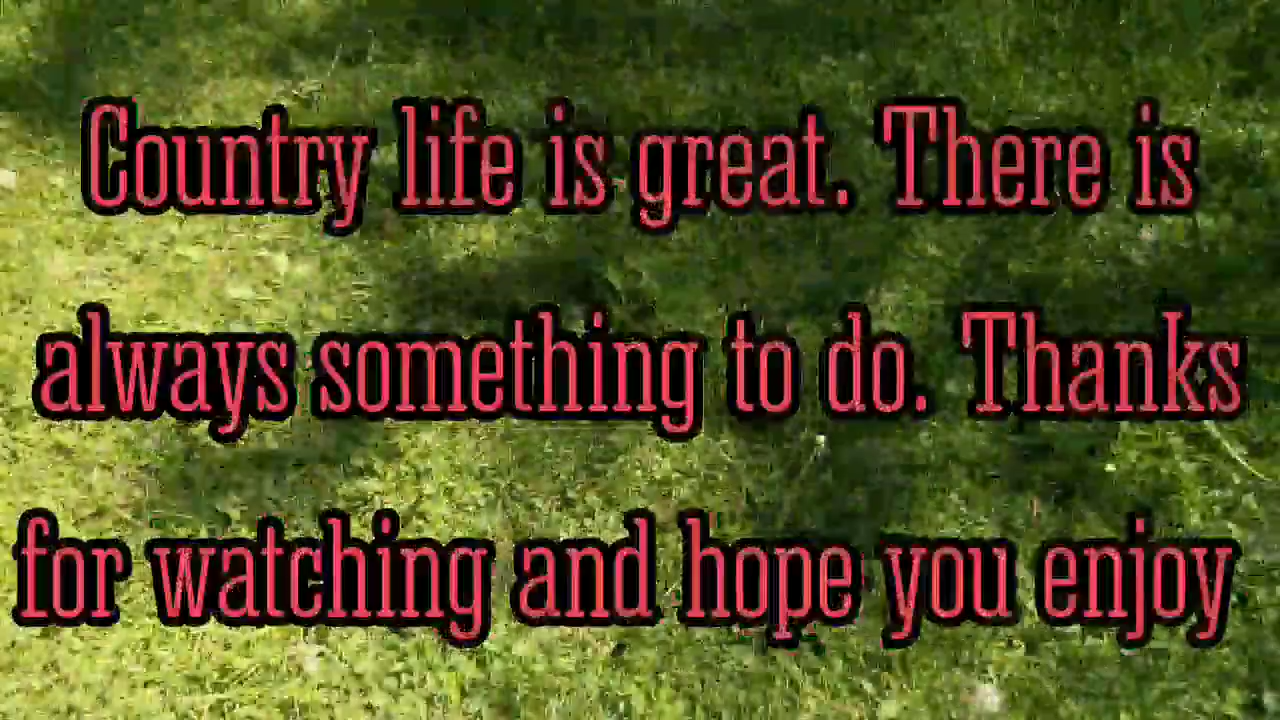 Country life is great. There is
always something to do. Thanks
for watching and hope you enjoy